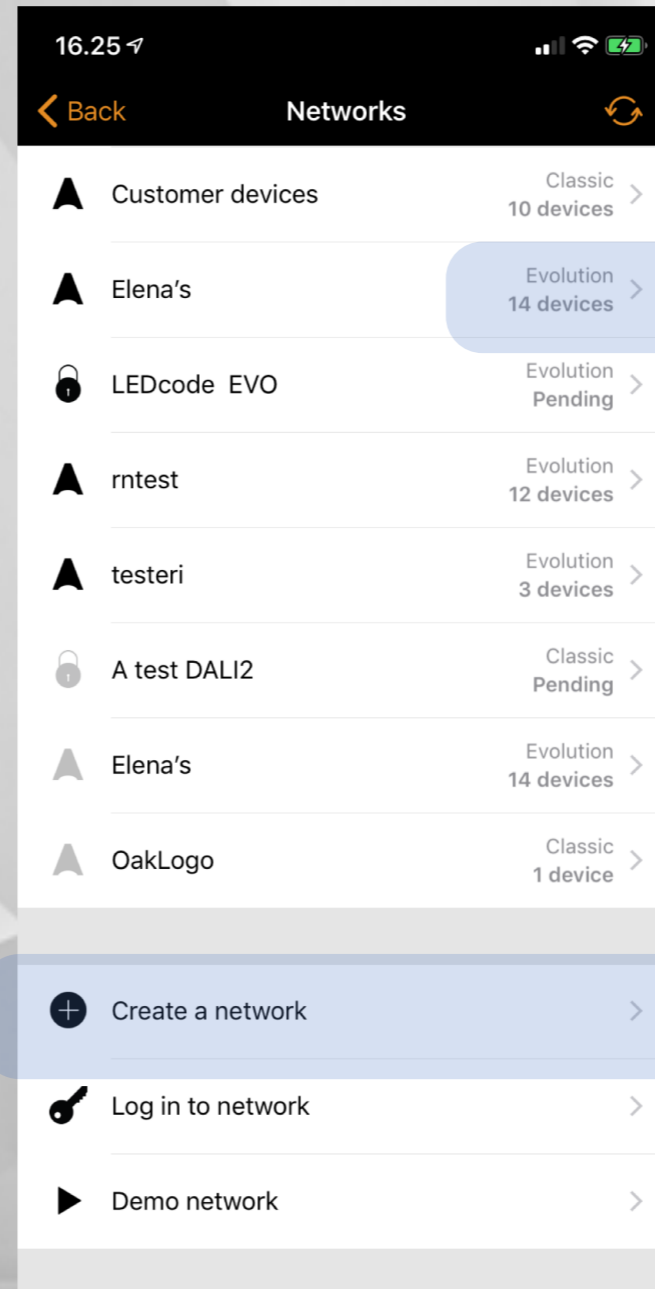 16.25
Back
Networks
Customer devices
Classic
10 devices
Elena's
Evolution
14 devices
LEDcode EVO
Evolution
Pending
rntest
Evolution
12 devices
testeri
Evolution
3 devices
A test DALI2
Classic
Pending
Elena's
Evolution
14 devices
OakLogo
Classic
1 device
Create a network
Log in to network
Demo network